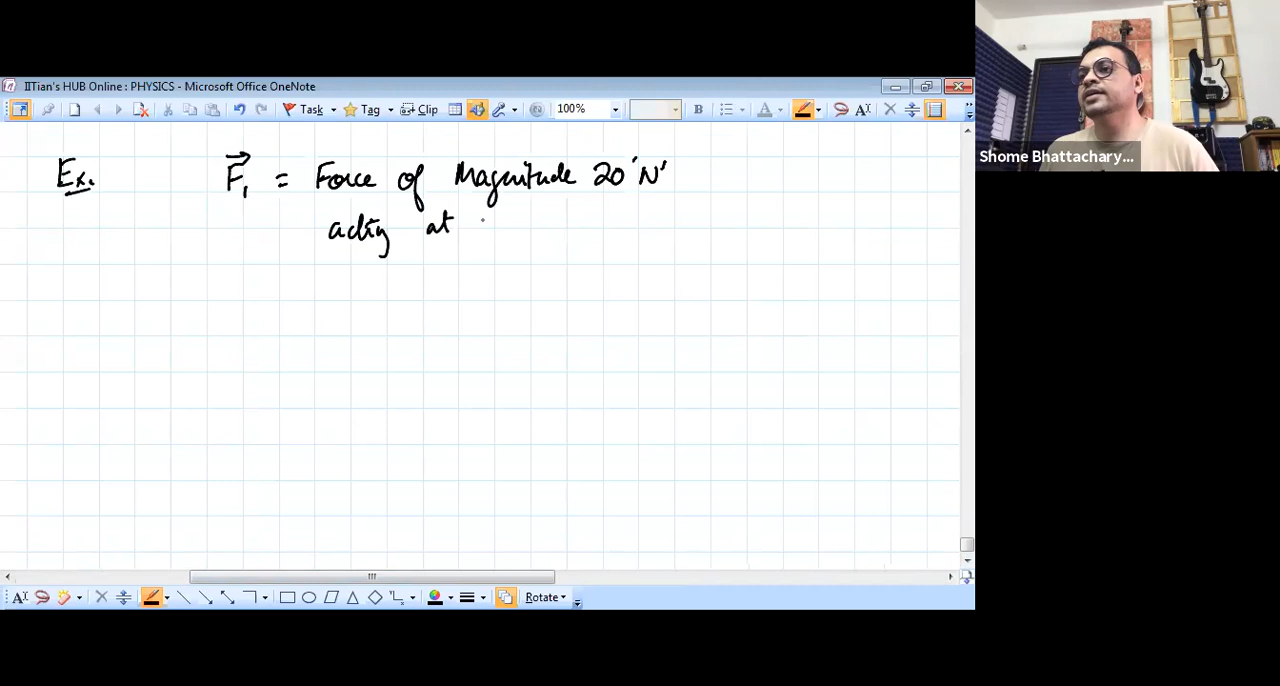 IITian's HUB Online : PHYSICS - Microsoft Office OneNote
Task Tag Clip 100% B A
Shome Bhattachary...
Ex. F₁ = Force of Magnitude 20 'N'
acting at
Rotate